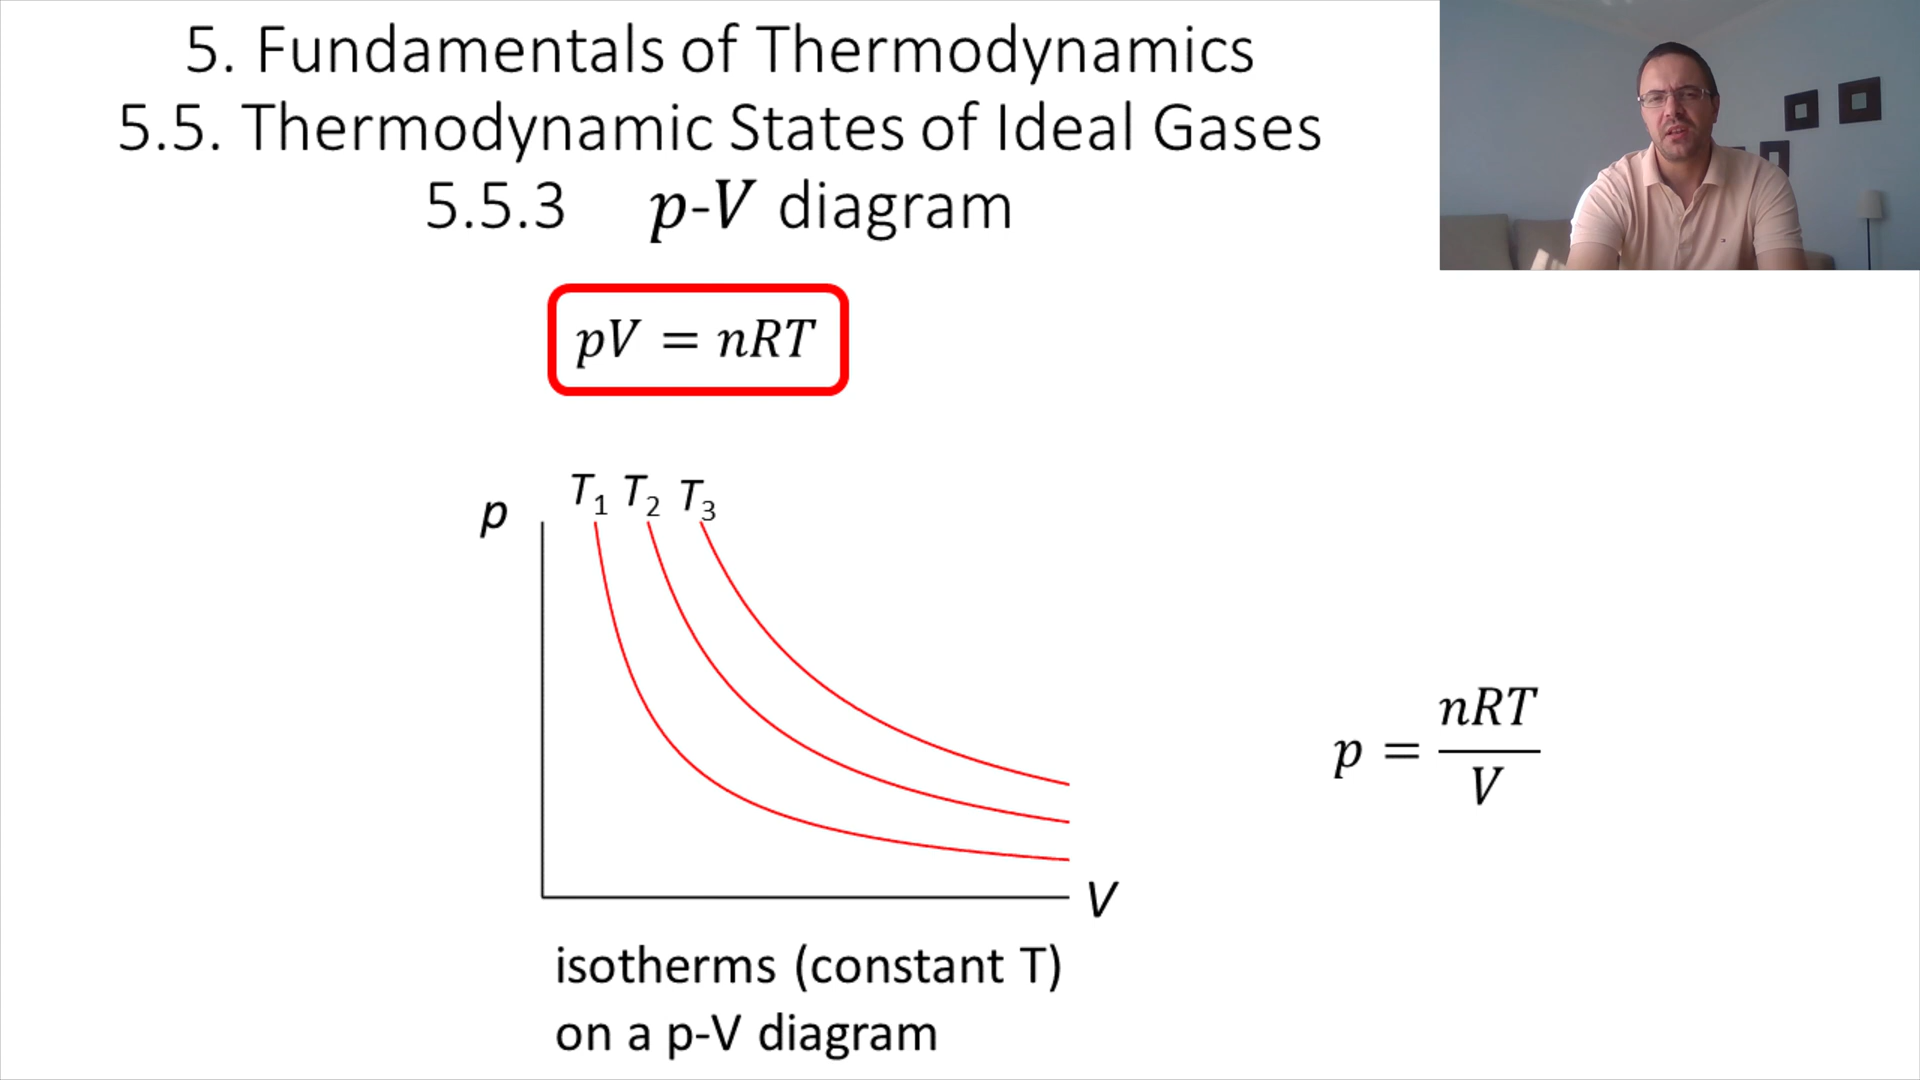 5. Fundamentals of Thermodynamics
5.5. Thermodynamic States of Ideal Gases
5.5.3 p-V diagram
pV = nRT
T₁ T₂ T₃
p
V
p = nRT/V
isotherms (constant T)
on a p-V diagram